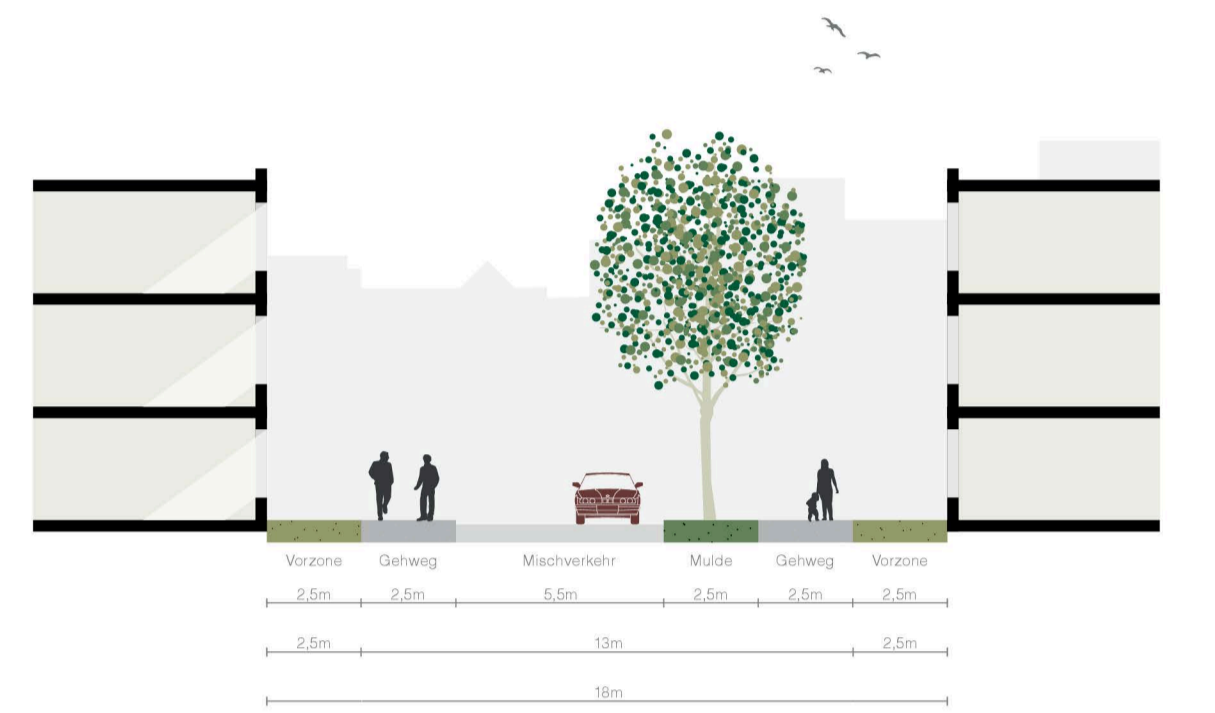 Vorzone Gehweg Mischverkehr Mulde Gehweg Vorzone
2,5m 2,5m 5,5m 2,5m 2,5m 2,5m
2,5m 13m 2,5m
18m